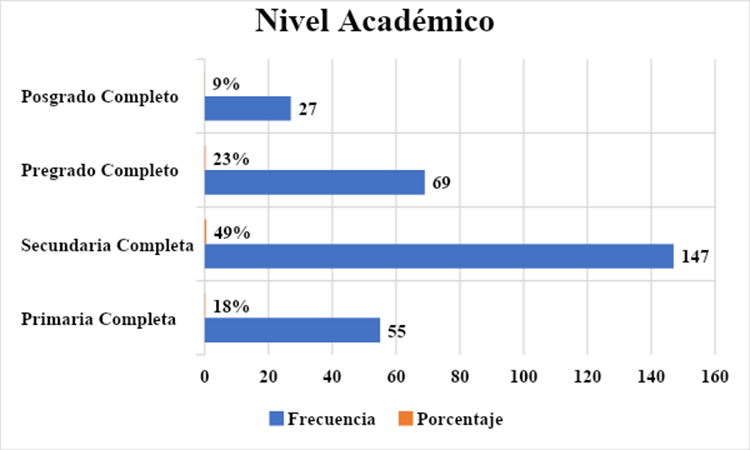 Nivel Académico
9%
Posgrado Completo
27
23%
Pregrado Completo
69
49%
Secundaria Completa
147
18%
Primaria Completa
55
0 20 40 60 80 100 120 140 160
Frecuencia Porcentaje